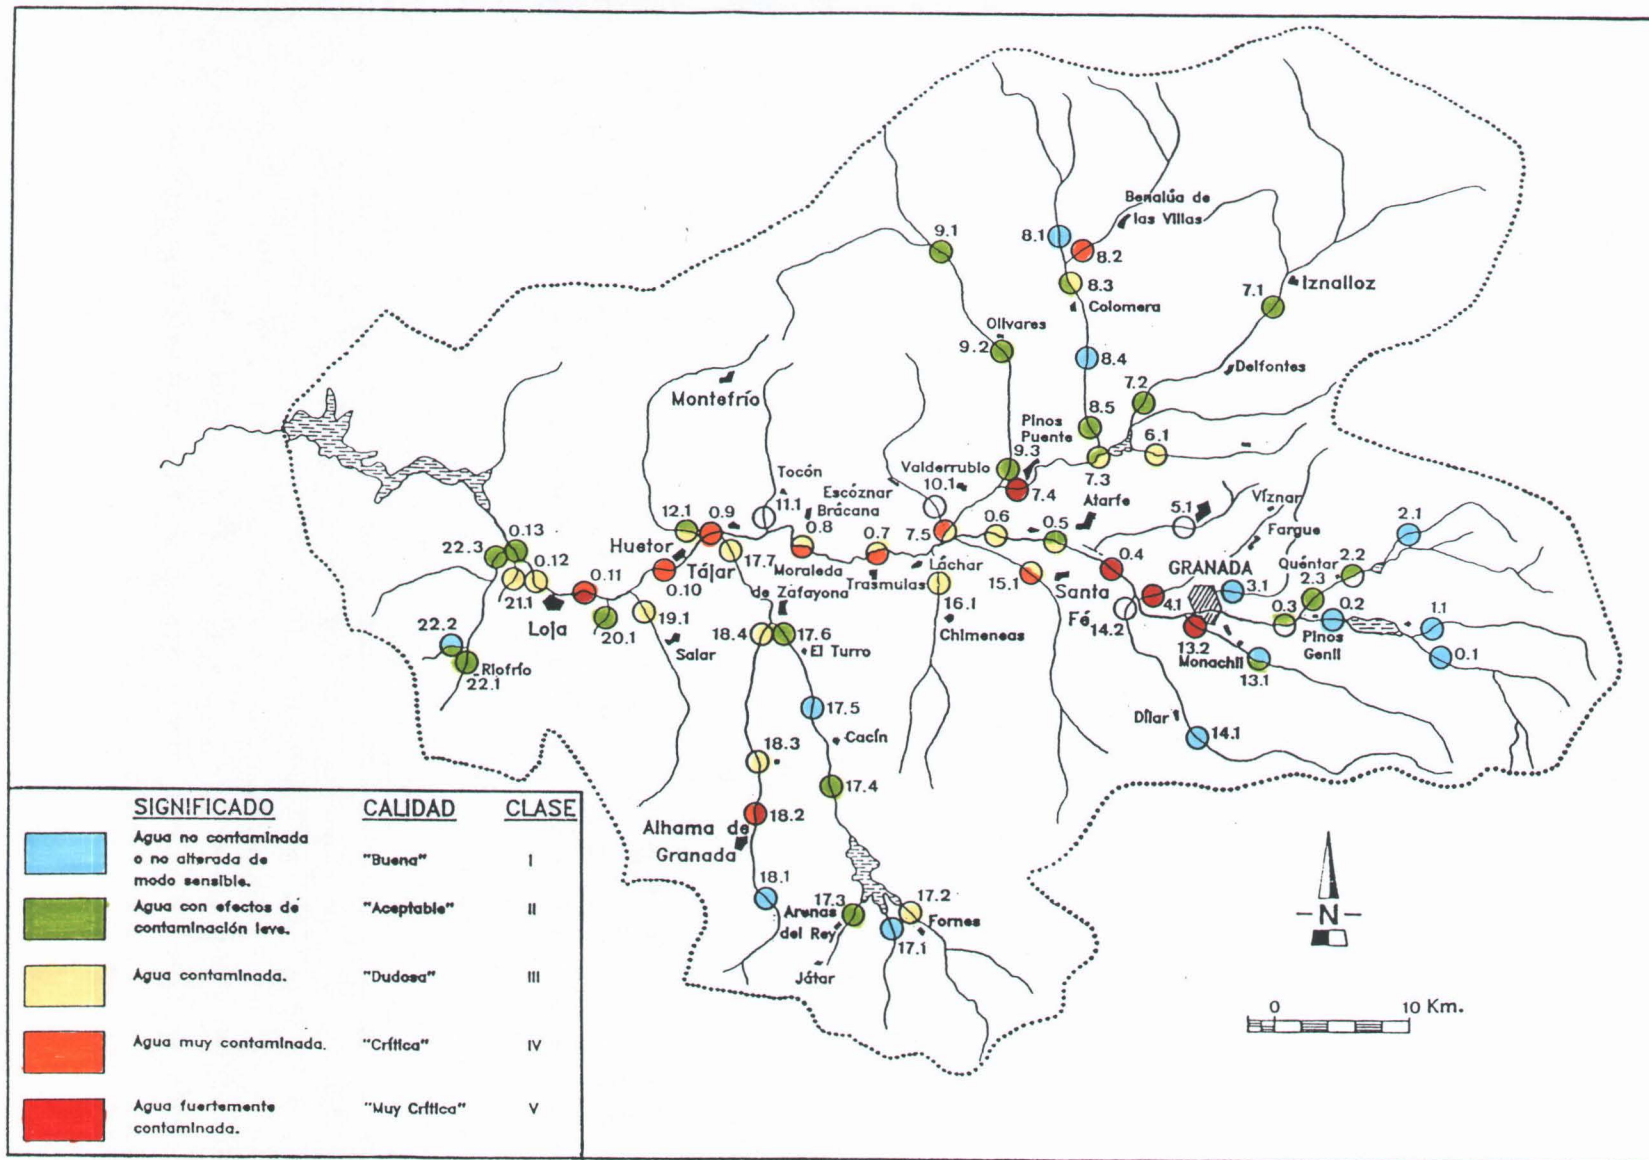 Benalúa de
las Villas
9.1
8.1
8.2
8.3
Colomera
Iznalloz
7.1
Olivares
9.2
8.4
Delfontes
7.2
Montefrío
8.5
Pinos
Puente
6.1
9.3
7.3
7.4
Valderrubio
10.1
Tocón
11.1
Escóznar
Brácana
Atarfe
5.1
Víznar
Fargue
2.1
12.1
0.9
0.8
0.7
7.5
0.6
0.5
0.4
GRANADA
Quéntar
2.2
2.3
0.13
22.3
0.12
21.1
Huetor
Tájar
17.7
Moraleda
de Zafayona
Trasmulas
Láchar
15.1
Santa
Fé
14.2
4.1
3.1
0.3
0.2
Pinos
Genil
1.1
0.1
Loja
0.11
0.10
20.1
19.1
Salar
18.4
17.6
El Turro
16.1
Chimeneas
13.2
Monachil
13.1
22.2
Riofrío
22.1
17.5
Dílar
14.1
Cacín
18.3
17.4
18.2
Alhama de
Granada
18.1
17.3
Arenas
del Rey
17.2
Fornes
17.1
Játar
N
0 10 Km.
SIGNIFICADO CALIDAD CLASE
Agua no contaminada
o no alterada de
modo sensible.
"Buena" I
Agua con efectos de
contaminación leve.
"Aceptable" II
Agua contaminada. "Dudosa" III
Agua muy contaminada. "Crítica" IV
Agua fuertemente
contaminada.
"Muy Crítica" V